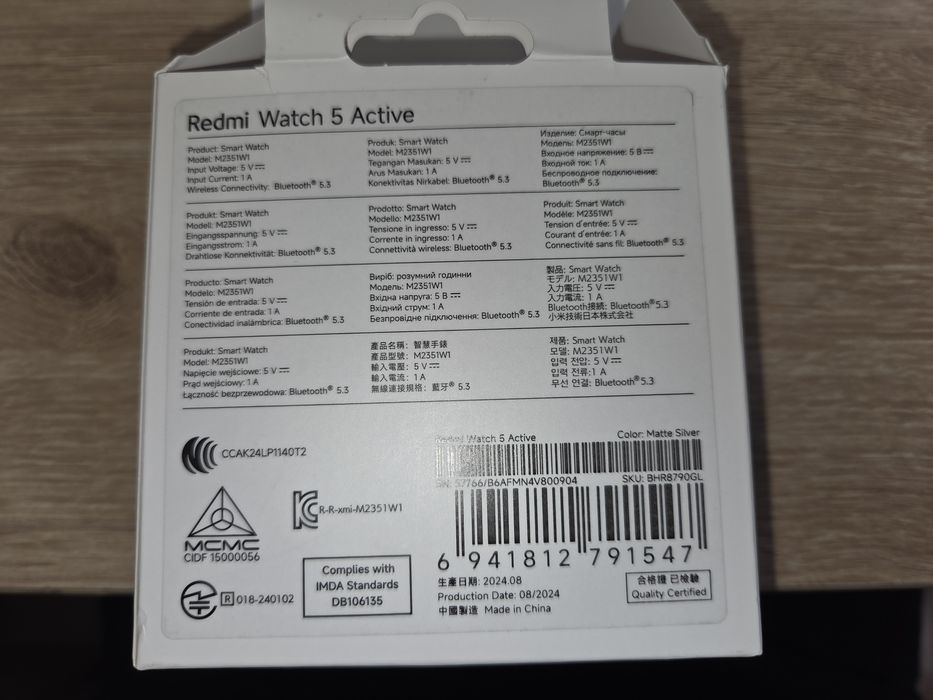 Redmi Watch 5 Active
Product: Smart Watch
Model: M2351W1
Input Voltage: 5 V⎓
Input Current: 1 A
Wireless Connectivity: Bluetooth® 5.3
Produk: Smart Watch
Model: M2351W1
Tegangan Masukan: 5 V⎓
Arus Masukan: 1 A
Konektivitas Nirkabel: Bluetooth® 5.3
Изделие: Смарт-часы
Модель: M2351W1
Входное напряжение: 5 В⎓
Входной ток: 1 А
Беспроводное подключение:
Bluetooth® 5.3
Produkt: Smart Watch
Modell: M2351W1
Eingangsspannung: 5 V⎓
Eingangsstrom: 1 A
Drahtlose Konnektivität: Bluetooth® 5.3
Prodotto: Smart Watch
Modello: M2351W1
Tensione in ingresso: 5 V⎓
Corrente in ingresso: 1 A
Connettività wireless: Bluetooth® 5.3
Produit: Smart Watch
Modèle: M2351W1
Tension d'entrée: 5 V⎓
Courant d'entrée: 1 A
Connectivité sans fil: Bluetooth® 5.3
Producto: Smart Watch
Modelo: M2351W1
Tensión de entrada: 5 V⎓
Corriente de entrada: 1 A
Conectividad inalámbrica: Bluetooth® 5.3
Виріб: розумний годинни
Модель: M2351W1
Вхідна напруга: 5 В⎓
Вхідний струм: 1 А
Безпровідне підключення: Bluetooth® 5.3
製品: Smart Watch
モデル: M2351W1
入力電圧: 5 V⎓
入力電流: 1 A
Bluetooth接続: Bluetooth®5.3
小米技術日本株式会社
Produkt: Smart Watch
Model: M2351W1
Napięcie wejściowe: 5 V⎓
Prąd wejściowy: 1 A
Łączność bezprzewodowa: Bluetooth® 5.3
產品名稱: 智慧手錶
產品型號: M2351W1
輸入電壓: 5 V⎓
輸入電流: 1 A
無線連接規格: 藍牙® 5.3
제품: Smart Watch
모델: M2351W1
입력 전압: 5 V⎓
입력 전류: 1 A
무선 연결: Bluetooth®5.3
CCAK24LP1140T2
MCMC
CIDF 15000056
R-R-xmi-M2351W1
R 018-240102
Complies with
IMDA Standards
DB106135
Redmi Watch 5 Active
Color: Matte Silver
SN: 57766/B6AFMN4V800904
SKU: BHR8790GL
6 941812 791547
生產日期: 2024.08
Production Date: 08/2024
中國製造 Made in China
合格證 已檢驗
Quality Certified